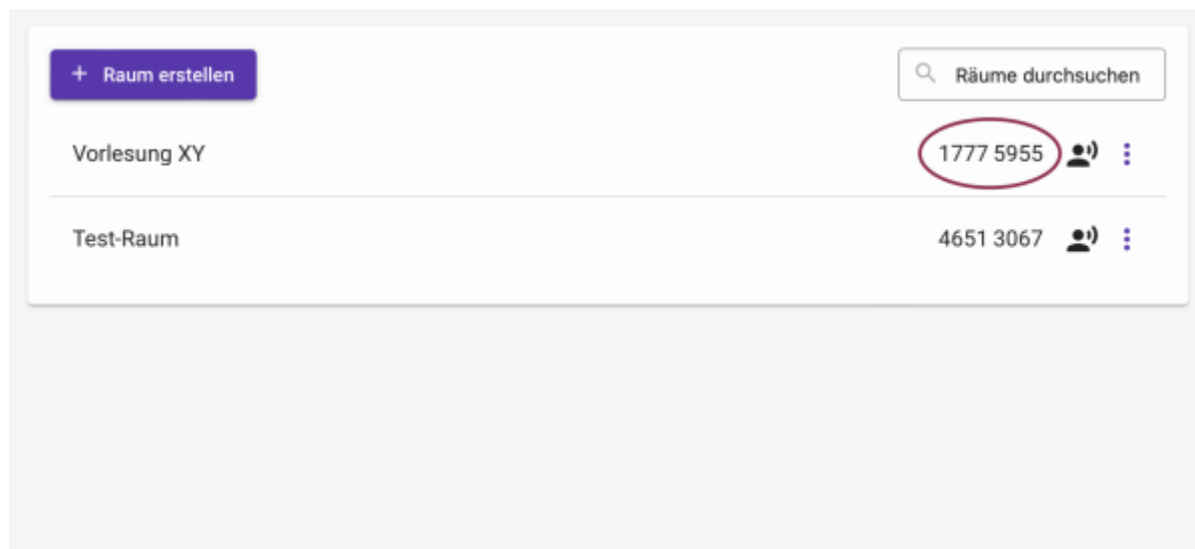 + Raum erstellen
Räume durchsuchen
Vorlesung XY 1777 5955
Test-Raum 4651 3067